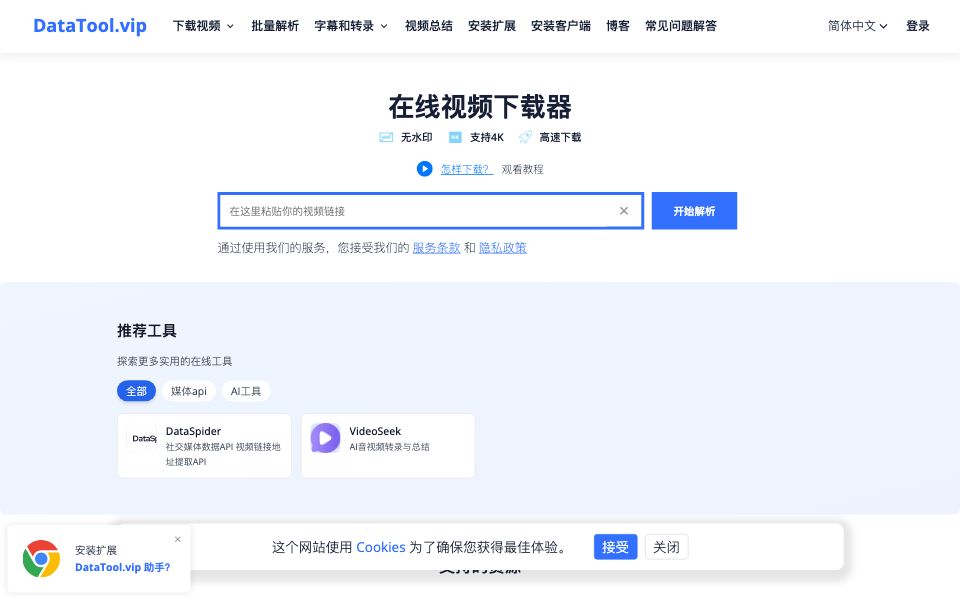 DataTool.vip 下载视频 批量解析 字幕和转录 视频总结 安装扩展 安装客户端 博客 常见问题解答 简体中文 登录
在线视频下载器
无水印 支持4K 高速下载
怎样下载? 观看教程
在这里粘贴你的视频链接 × 开始解析
通过使用我们的服务，您接受我们的 服务条款 和 隐私政策
推荐工具
探索更多实用的在线工具
全部 媒体api AI工具
DataSpider
社交媒体数据API 视频链接地
址提取API
VideoSeek
AI音视频转录与总结
这个网站使用 Cookies 为了确保您获得最佳体验。 接受 关闭
安装扩展
DataTool.vip 助手?